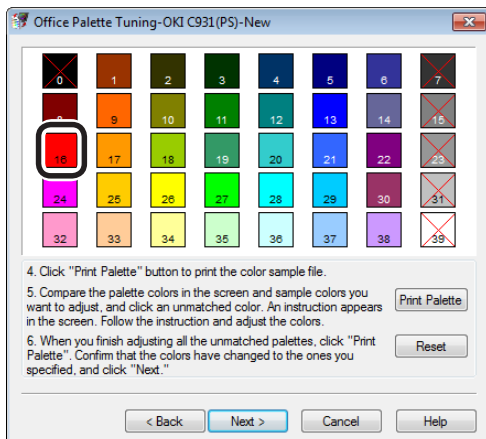 Office Palette Tuning-OKI C931(PS)-New
0 1 2 3 4 5 6 7
8 9 10 11 12 13 14 15
16 17 18 19 20 21 22 23
24 25 26 27 28 29 30 31
32 33 34 35 36 37 38 39
4. Click "Print Palette" button to print the color sample file.
5. Compare the palette colors in the screen and sample colors you
want to adjust, and click an unmatched color. An instruction appears
in the screen. Follow the instruction and adjust the colors.
Print Palette
6. When you finish adjusting all the unmatched palettes, click "Print
Palette". Confirm that the colors have changed to the ones you
specified, and click "Next."
Reset
< Back Next > Cancel Help